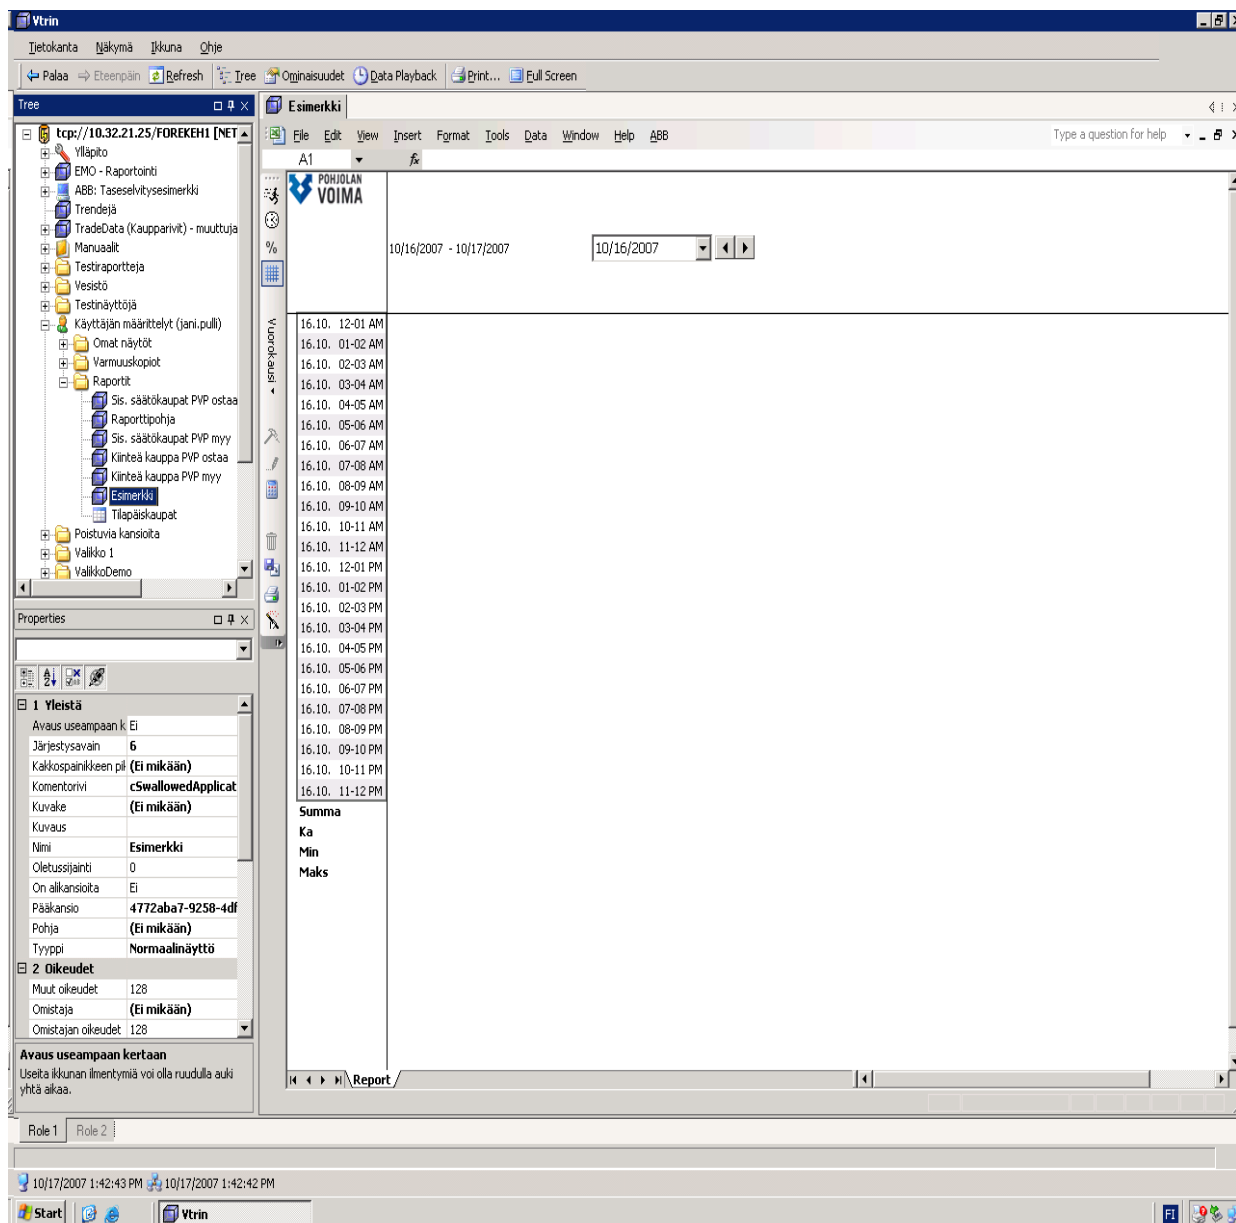 Vtrin
Tietokanta Näkymä Ikkuna Ohje
Palaa Eteenpäin Refresh Tree Ominaisuudet Data Playback Print... Full Screen
Tree
tcp://10.32.21.25/FOREKEH1 [NET
Ylläpito
EMO - Raportointi
ABB: Taseselvitysesimerkki
Trendejä
TradeData (Kaupparivit) - muuttuja
Manuaalit
Testiraportteja
Vesistö
Testinäyttöjä
Käyttäjän määrittelyt (jani.pulli)
Omat näytöt
Varmuuskopiot
Raportit
Sis. säätökaupat PVP ostaa
Raporttipohja
Sis. säätökaupat PVP myy
Kiinteä kauppa PVP ostaa
Kiinteä kauppa PVP myy
Esimerkki
Tilapäiskaupat
Poistuvia kansioita
Valikko 1
ValikkoDemo
Properties
1 Yleistä
Avaus useampaan k Ei
Järjestysavain 6
Kakkospainikkeen pil (Ei mikään)
Komentorivi cSwallowedApplicat
Kuvake (Ei mikään)
Kuvaus
Nimi Esimerkki
Oletussijainti 0
On alikansioita Ei
Pääkansio 4772aba7-9258-4df
Pohja (Ei mikään)
Tyyppi Normaalinäyttö
2 Oikeudet
Muut oikeudet 128
Omistaja (Ei mikään)
Omistajan oikeudet 128
Avaus useampaan kertaan
Useita ikkunan ilmentymiä voi olla ruudulla auki
yhtä aikaa.
Esimerkki
File Edit View Insert Format Tools Data Window Help ABB Type a question for help
A1 fx
%
Vuorokausi
POHJOLAN
VOIMA
10/16/2007 - 10/17/2007 10/16/2007
16.10. 12-01 AM
16.10. 01-02 AM
16.10. 02-03 AM
16.10. 03-04 AM
16.10. 04-05 AM
16.10. 05-06 AM
16.10. 06-07 AM
16.10. 07-08 AM
16.10. 08-09 AM
16.10. 09-10 AM
16.10. 10-11 AM
16.10. 11-12 AM
16.10. 12-01 PM
16.10. 01-02 PM
16.10. 02-03 PM
16.10. 03-04 PM
16.10. 04-05 PM
16.10. 05-06 PM
16.10. 06-07 PM
16.10. 07-08 PM
16.10. 08-09 PM
16.10. 09-10 PM
16.10. 10-11 PM
16.10. 11-12 PM
Summa
Ka
Min
Maks
Report
Role 1 Role 2
10/17/2007 1:42:43 PM 10/17/2007 1:42:42 PM
Start Vtrin FI